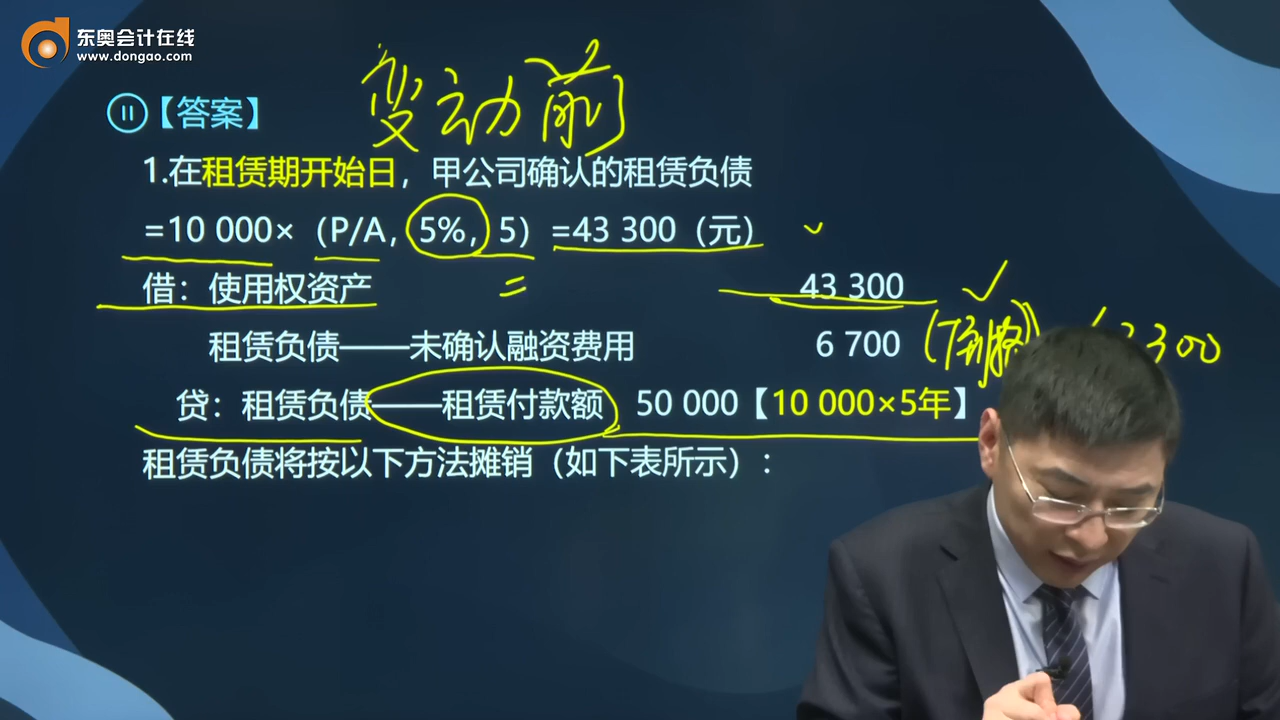 东奥会计在线
www.dongao.com
变动前
【答案】
1.在租赁期开始日，甲公司确认的租赁负债
=10 000×（P/A，5%，5）=43 300（元）
借：使用权资产 43 300
租赁负债——未确认融资费用 6 700
贷：租赁负债——租赁付款额 50 000【10 000×5年】
租赁负债将按以下方法摊销（如下表所示）：